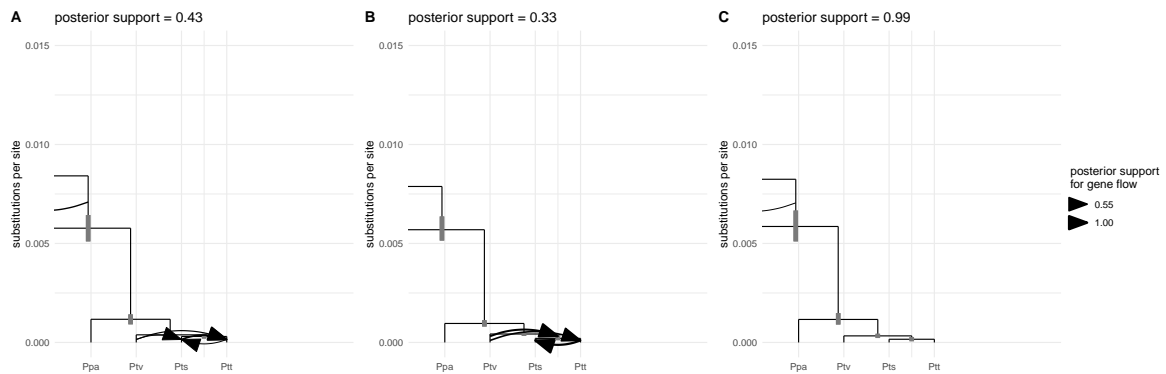 A posterior support = 0.43
0.015
0.010
0.005
0.000
substitutions per site
Ppa Ptv Pts Ptt
B posterior support = 0.33
0.015
0.010
0.005
0.000
substitutions per site
Ppa Ptv Pts Ptt
C posterior support = 0.99
0.015
0.010
0.005
0.000
substitutions per site
Ppa Ptv Pts Ptt
posterior support
for gene flow
0.55
1.00